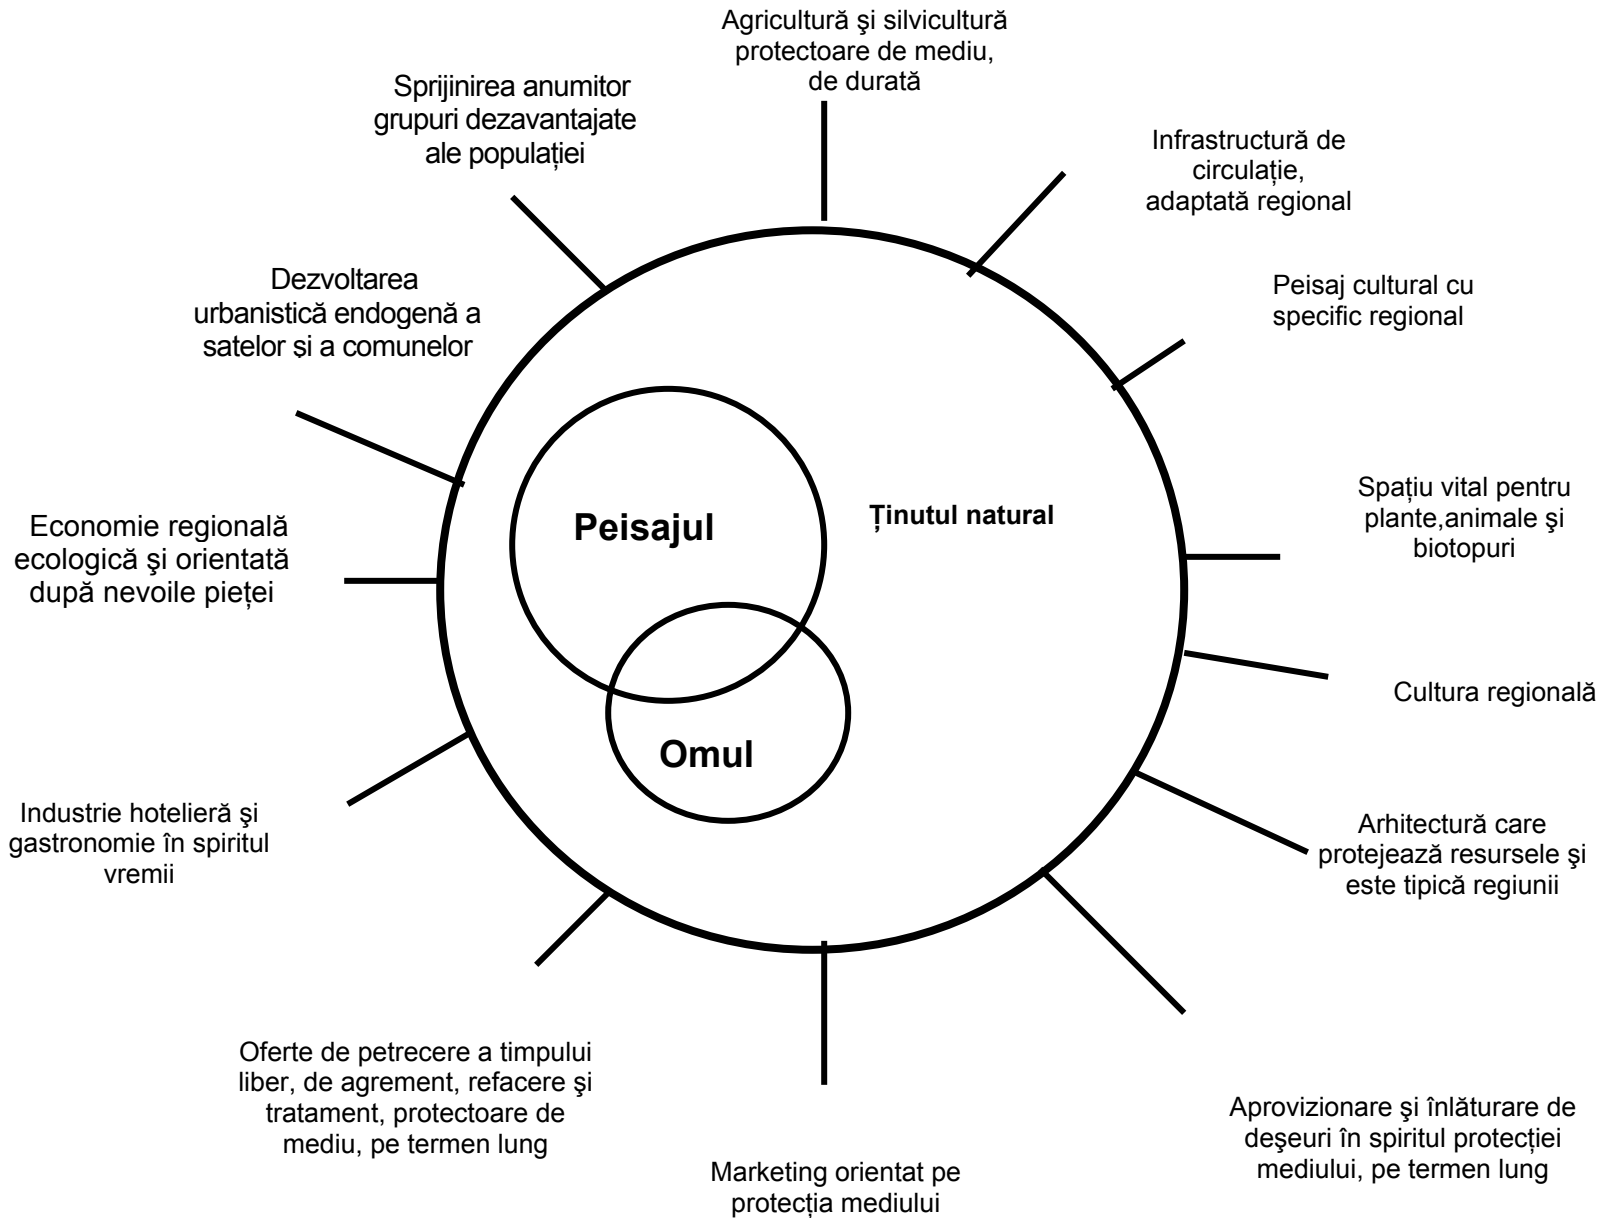 Agricultură şi silvicultură
protectoare de mediu,
de durată
Sprijinirea anumitor
grupuri dezavantajate
ale populației
Infrastructură de
circulație,
adaptată regional
Dezvoltarea
urbanistică endogenă a
satelor și a comunelor
Peisaj cultural cu
specific regional
Peisajul
Ținutul natural
Spațiu vital pentru
plante,animale şi
biotopuri
Economie regională
ecologică şi orientată
după nevoile pieței
Cultura regională
Omul
Industrie hotelieră şi
gastronomie în spiritul
vremii
Arhitectură care
protejează resursele şi
este tipică regiunii
Oferte de petrecere a timpului
liber, de agrement, refacere şi
tratament, protectoare de
mediu, pe termen lung
Marketing orientat pe
protecția mediului
Aprovizionare şi înlăturare de
deşeuri în spiritul protecției
mediului, pe termen lung